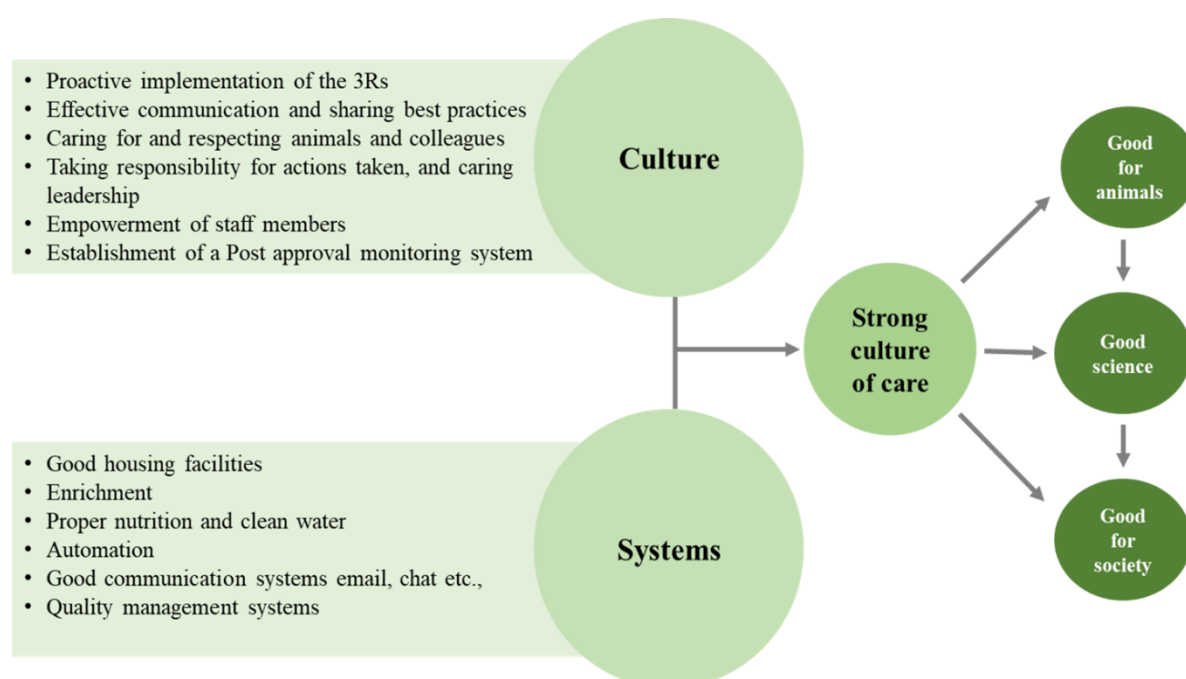 • Proactive implementation of the 3Rs
• Effective communication and sharing best practices
• Caring for and respecting animals and colleagues
• Taking responsibility for actions taken, and caring
leadership
• Empowerment of staff members
• Establishment of a Post approval monitoring system
Culture
• Good housing facilities
• Enrichment
• Proper nutrition and clean water
• Automation
• Good communication systems email, chat etc.,
• Quality management systems
Systems
Strong
culture
of care
Good
for
animals
Good
science
Good
for
society